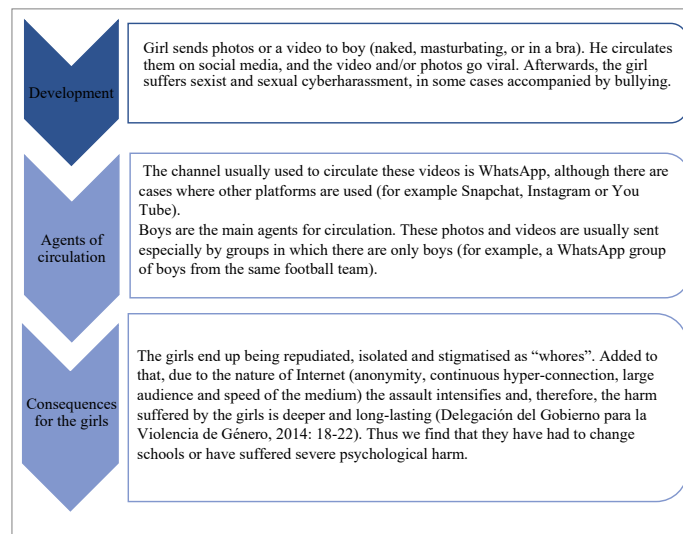 Development
Girl sends photos or a video to boy (naked, masturbating, or in a bra). He circulates
them on social media, and the video and/or photos go viral. Afterwards, the girl
suffers sexist and sexual cyberharassment, in some cases accompanied by bullying.
Agents of
circulation
The channel usually used to circulate these videos is WhatsApp, although there are
cases where other platforms are used (for example Snapchat, Instagram or You
Tube).
Boys are the main agents for circulation. These photos and videos are usually sent
especially by groups in which there are only boys (for example, a WhatsApp group
of boys from the same football team).
Consequences
for the girls
The girls end up being repudiated, isolated and stigmatised as “whores”. Added to
that, due to the nature of Internet (anonymity, continuous hyper-connection, large
audience and speed of the medium) the assault intensifies and, therefore, the harm
suffered by the girls is deeper and long-lasting (Delegación del Gobierno para la
Violencia de Género, 2014: 18-22). Thus we find that they have had to change
schools or have suffered severe psychological harm.